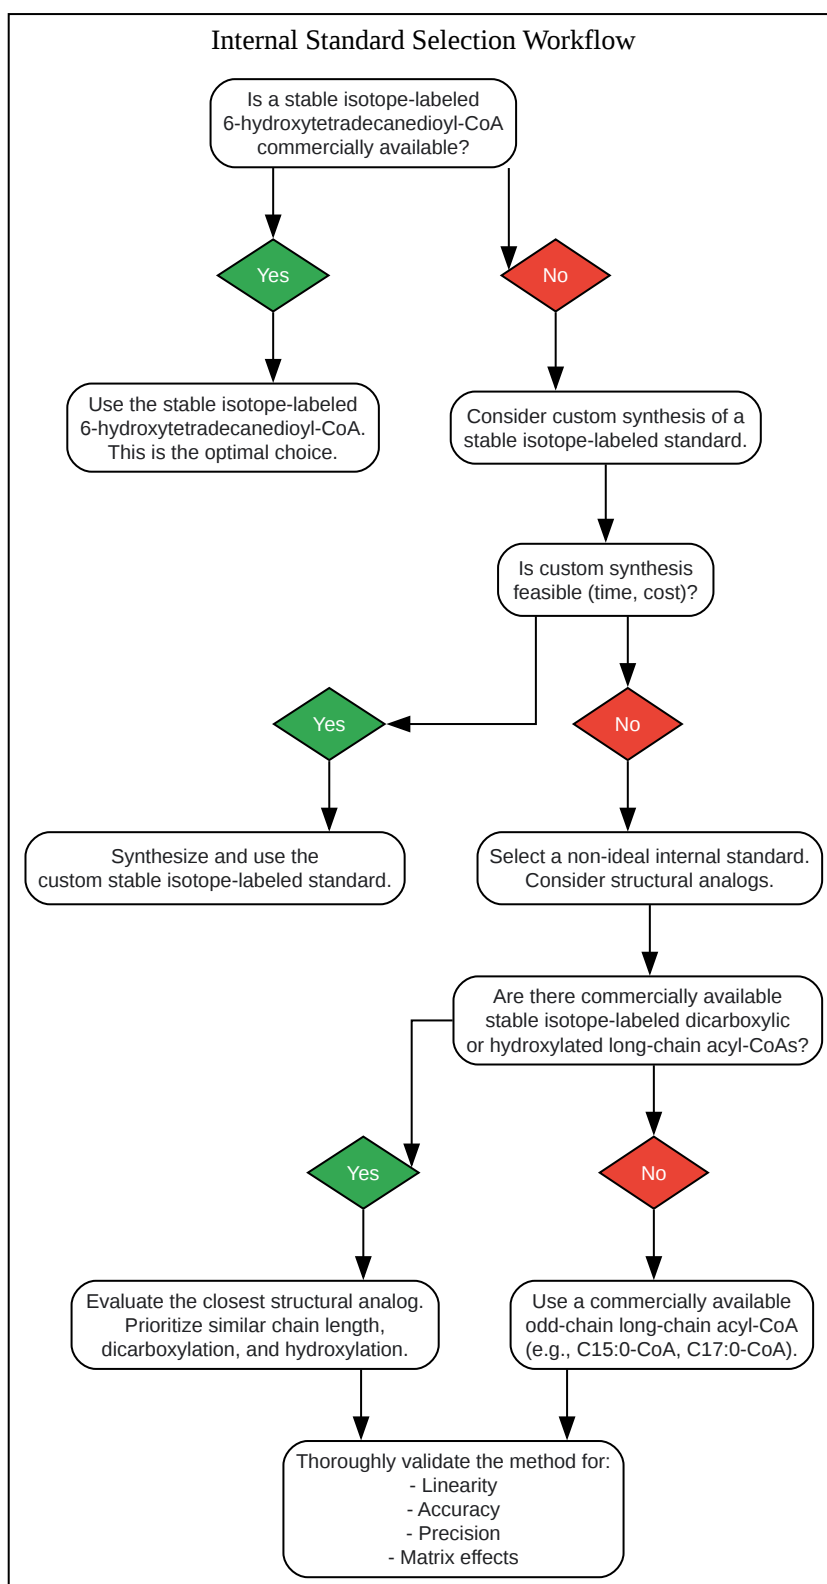 Internal Standard Selection Workflow
Is a stable isotope-labeled
6-hydroxytetradecanedioyl-CoA
commercially available?
Yes
No
Use the stable isotope-labeled
6-hydroxytetradecanedioyl-CoA.
This is the optimal choice.
Consider custom synthesis of a
stable isotope-labeled standard.
Is custom synthesis
feasible (time, cost)?
Yes
No
Synthesize and use the
custom stable isotope-labeled standard.
Select a non-ideal internal standard.
Consider structural analogs.
Are there commercially available
stable isotope-labeled dicarboxylic
or hydroxylated long-chain acyl-CoAs?
Yes
No
Evaluate the closest structural analog.
Prioritize similar chain length,
dicarboxylation, and hydroxylation.
Use a commercially available
odd-chain long-chain acyl-CoA
(e.g., C15:0-CoA, C17:0-CoA).
Thoroughly validate the method for:
- Linearity
- Accuracy
- Precision
- Matrix effects